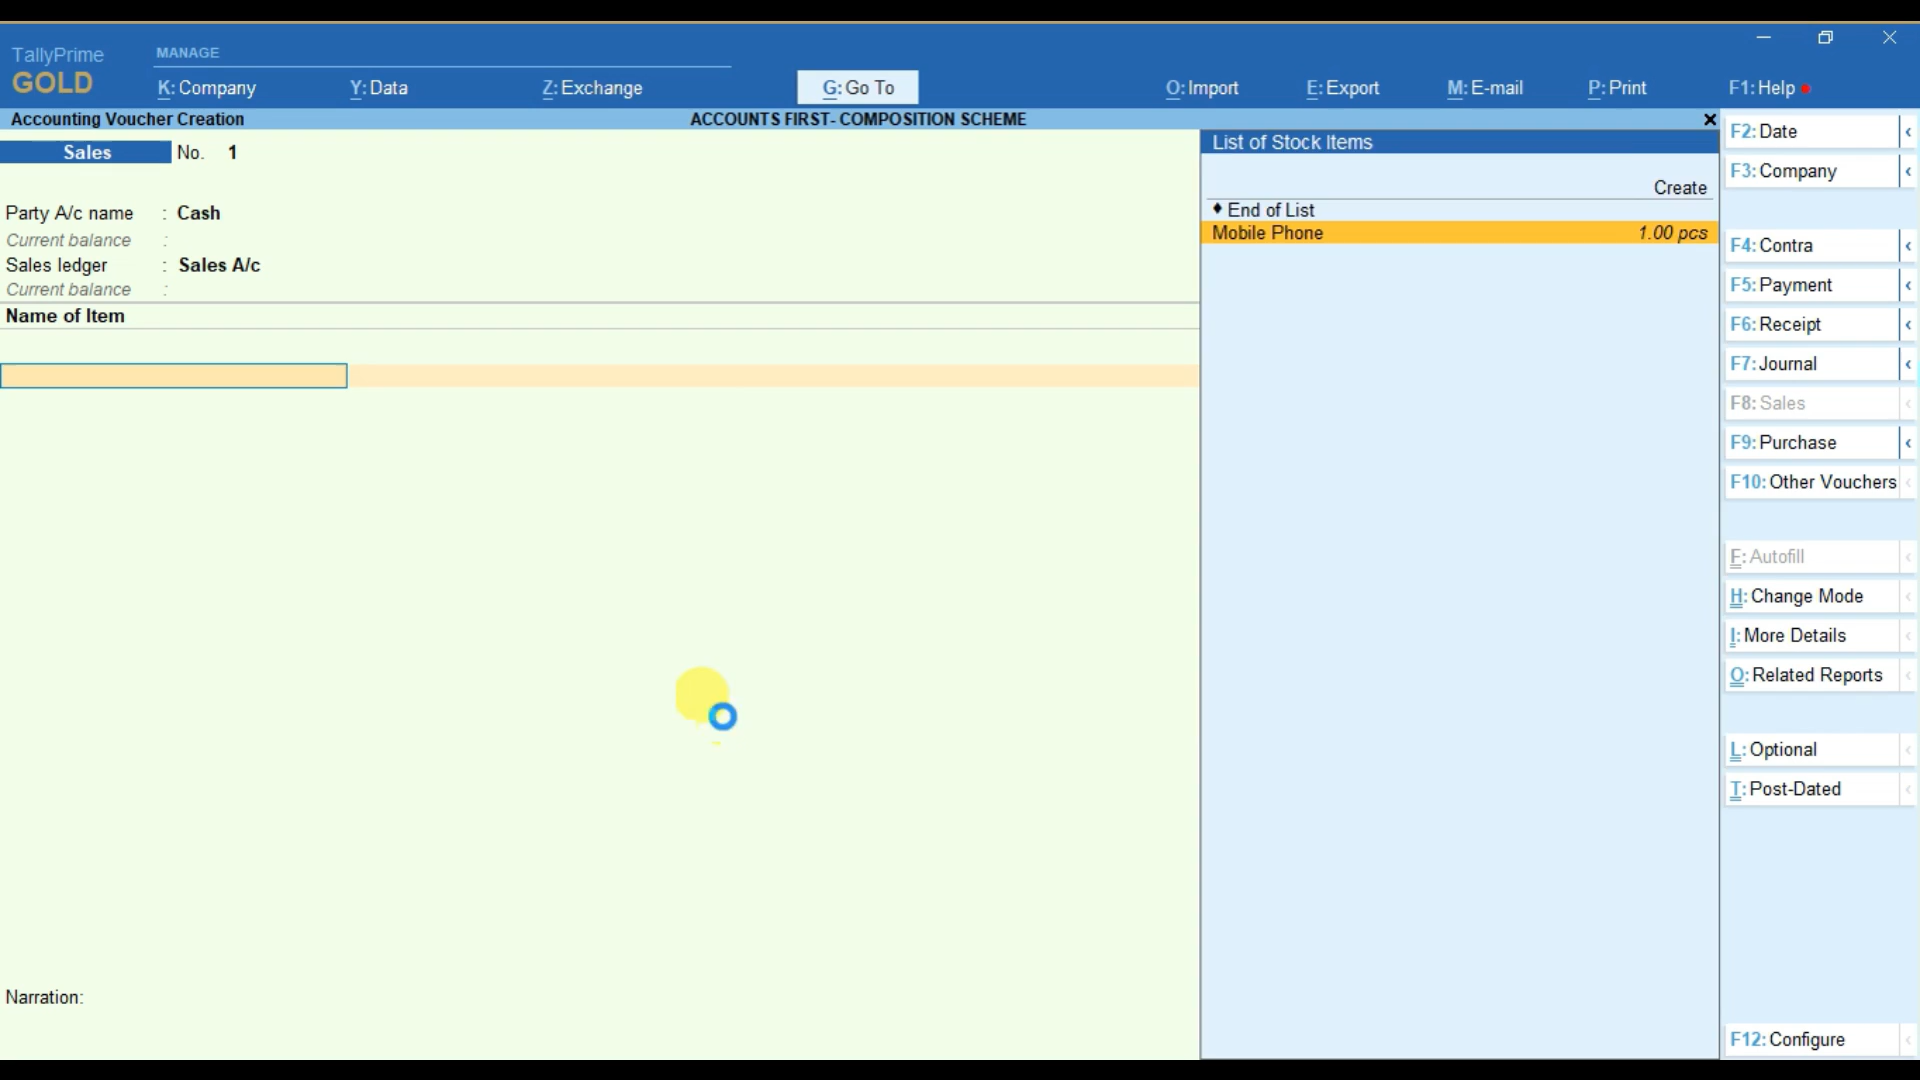 TallyPrime
GOLD
MANAGE
K: Company
Y: Data
Z: Exchange
G: Go To
O: Import
E: Export
M: E-mail
P: Print
F1: Help
Accounting Voucher Creation
ACCOUNTS FIRST- COMPOSITION SCHEME
Sales No. 1
Party A/c name : Cash
Current balance :
Sales ledger : Sales A/c
Current balance :
Name of Item
Narration:
List of Stock Items
Create
♦ End of List
Mobile Phone 1.00 pcs
F2: Date
F3: Company
F4: Contra
F5: Payment
F6: Receipt
F7: Journal
F8: Sales
F9: Purchase
F10: Other Vouchers
F: Autofill
H: Change Mode
I: More Details
O: Related Reports
L: Optional
T: Post-Dated
F12: Configure